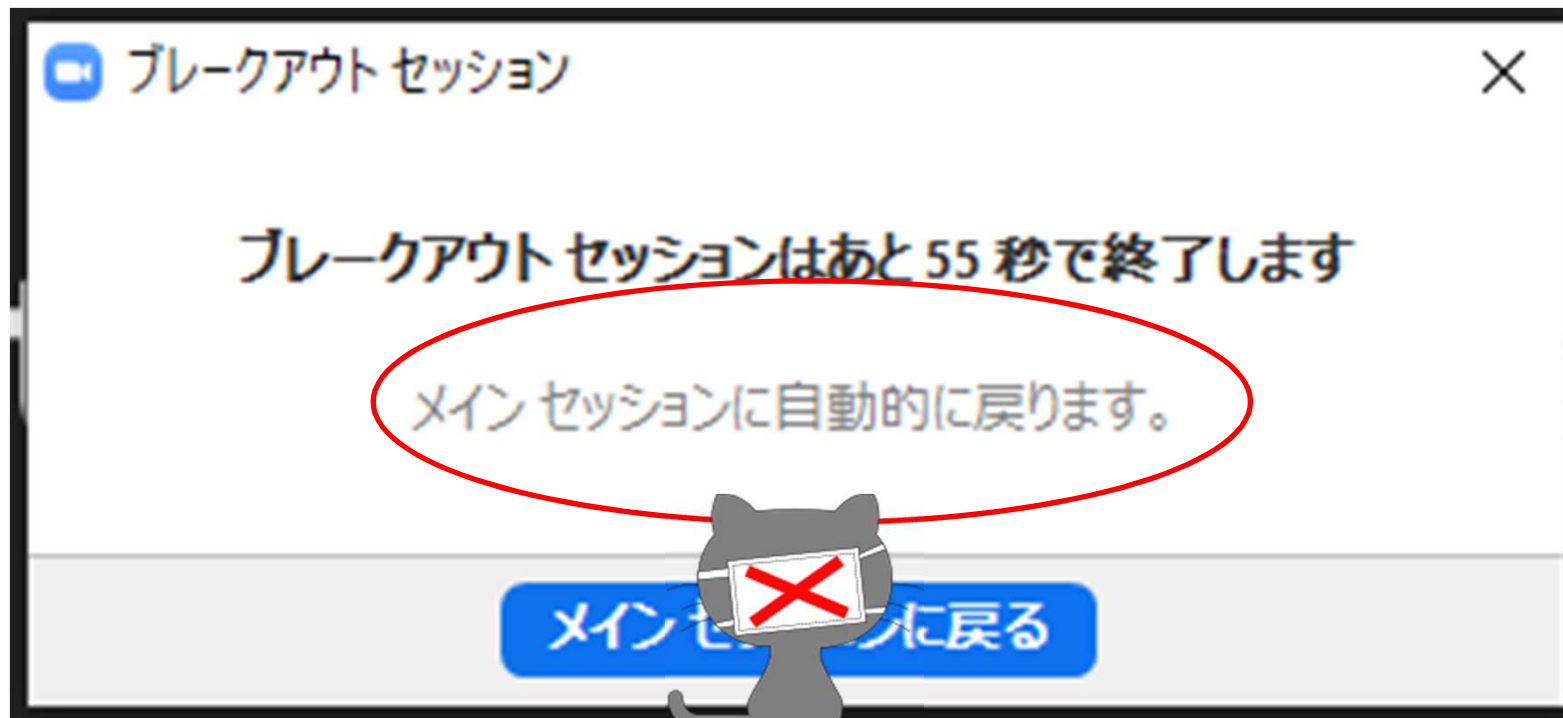 ブレークアウト セッション
ブレークアウト セッションはあと 55 秒で終了します
メイン セッションに自動的に戻ります。
メイン セ ンに戻る